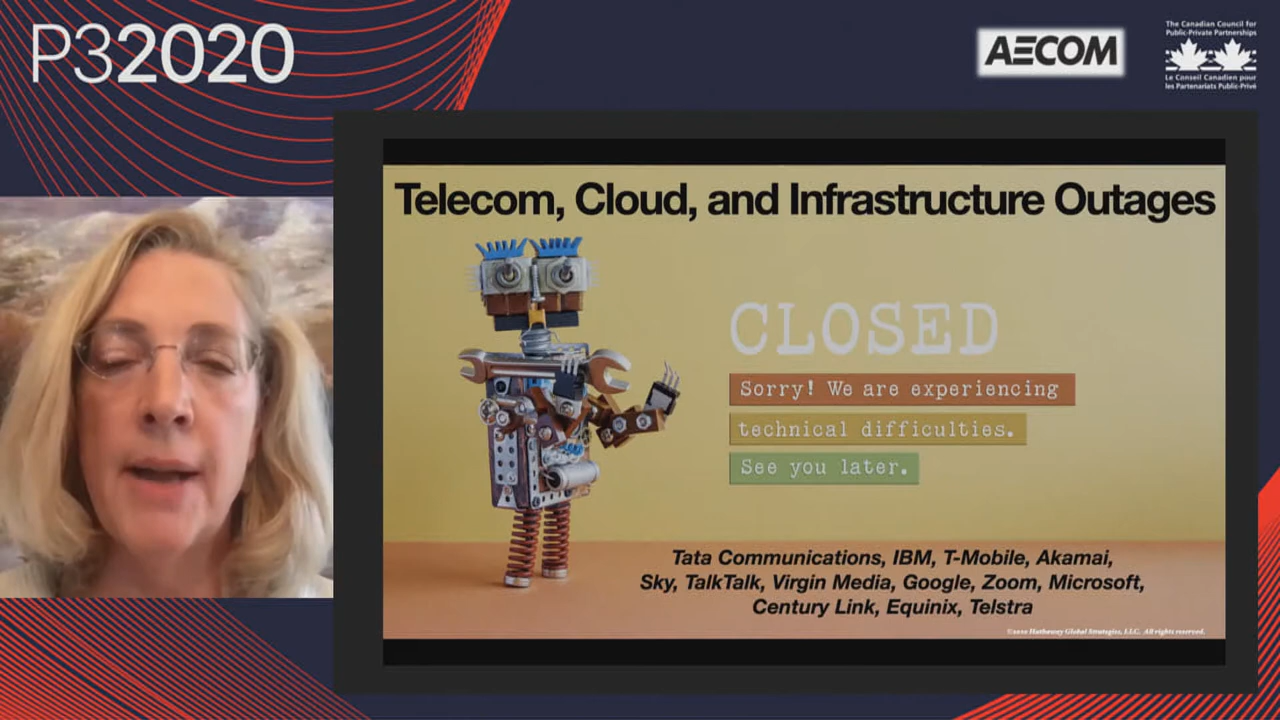 P32020
AECOM
The Canadian Council for
Public-Private Partnerships
Le Conseil Canadien pour
les Partenariats Public-Privé
Telecom, Cloud, and Infrastructure Outages
CLOSED
Sorry! We are experiencing
technical difficulties.
See you later.
Tata Communications, IBM, T-Mobile, Akamai,
Sky, TalkTalk, Virgin Media, Google, Zoom, Microsoft,
Century Link, Equinix, Telstra
©2020 Hathaway Global Strategies, LLC. All rights reserved.